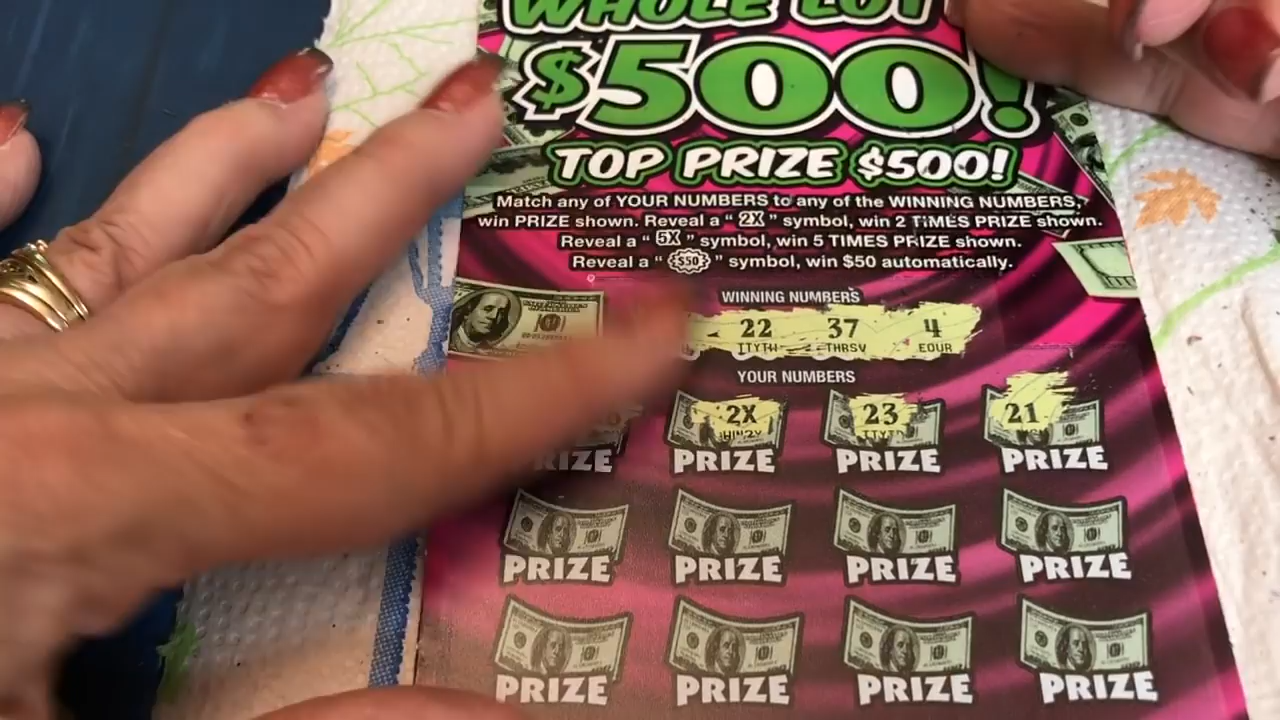 WHOLE LOT
$500!
TOP PRIZE $500!
Match any of YOUR NUMBERS to any of the WINNING NUMBERS,
win PRIZE shown. Reveal a “ 2X ” symbol, win 2 TIMES PRIZE shown.
Reveal a “ 5X ” symbol, win 5 TIMES PRIZE shown.
Reveal a “ $50 ” symbol, win $50 automatically.
WINNING NUMBERS
22 37 4
YOUR NUMBERS
2X 23 21
PRIZE PRIZE PRIZE PRIZE
PRIZE PRIZE PRIZE PRIZE
PRIZE PRIZE PRIZE PRIZE